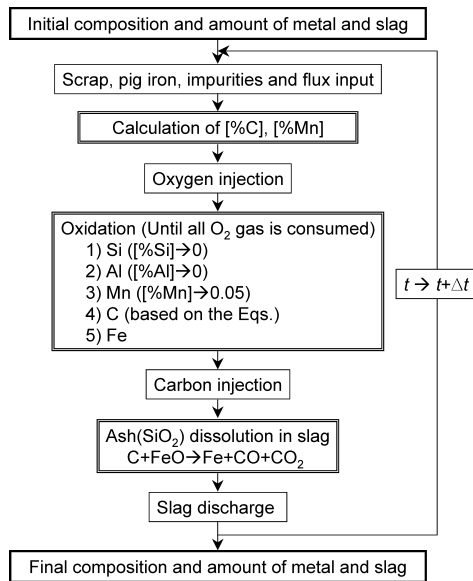 Initial composition and amount of metal and slag
Scrap, pig iron, impurities and flux input
Calculation of [%C], [%Mn]
Oxygen injection
Oxidation (Until all O₂ gas is consumed)
1) Si ([%Si]→0)
2) Al ([%Al]→0)
3) Mn ([%Mn]→0.05)
4) C (based on the Eqs.)
5) Fe
t → t+Δt
Carbon injection
Ash(SiO₂) dissolution in slag
C+FeO→Fe+CO+CO₂
Slag discharge
Final composition and amount of metal and slag